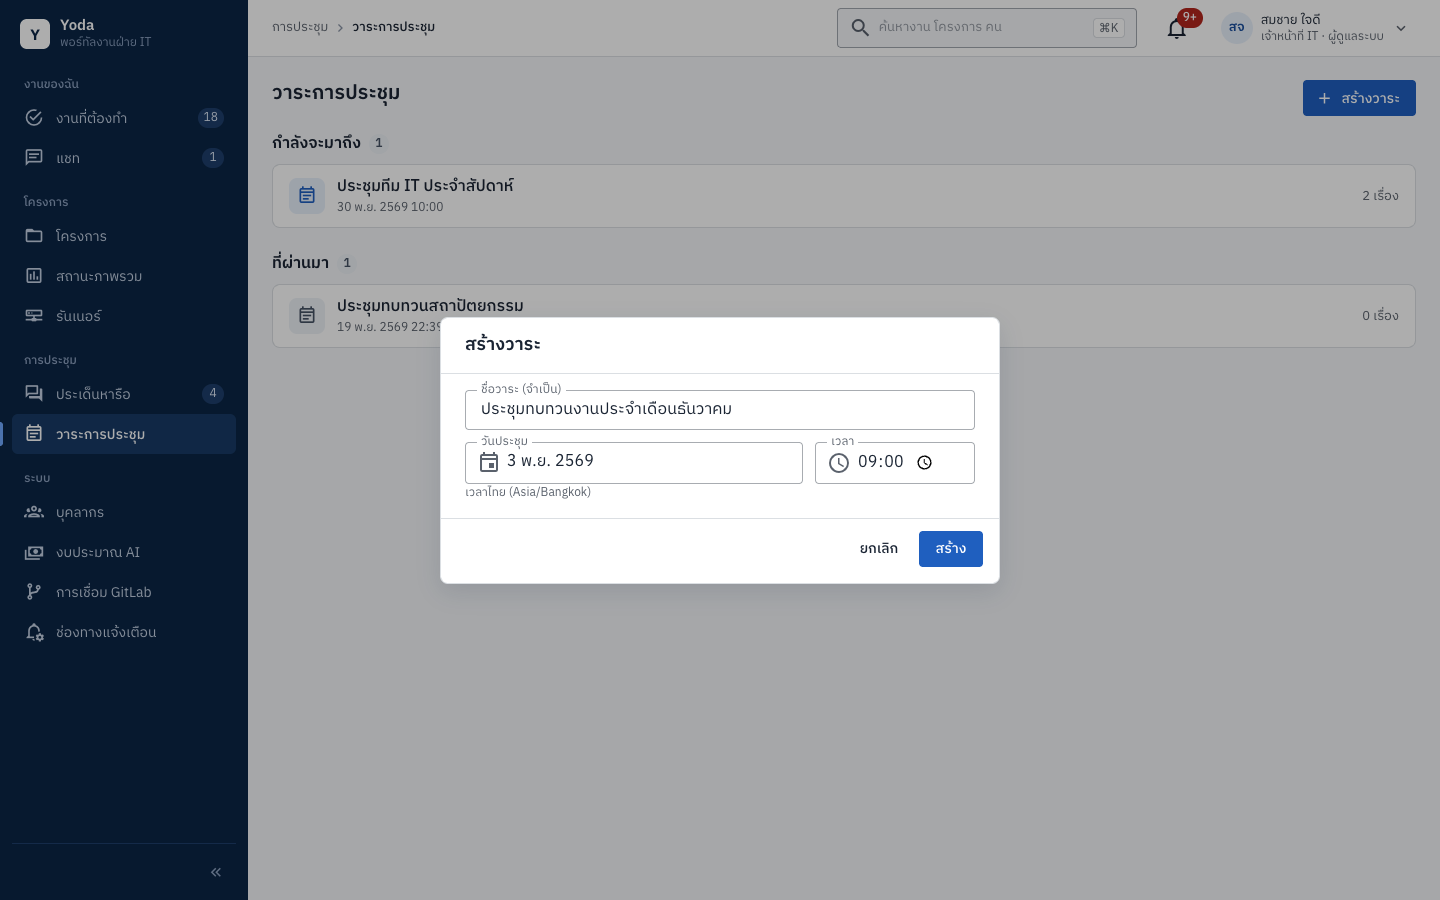 Y
Yoda
พอร์ทัลงานฝ่าย IT
งานของฉัน
งานที่ต้องทำ 18
แชท 1
โครงการ
โครงการ
สถานะภาพรวม
รันเนอร์
การประชุม
ประเด็นหารือ 4
วาระการประชุม
ระบบ
บุคลากร
งบประมาณ AI
การเชื่อม GitLab
ช่องทางแจ้งเตือน
การประชุม › วาระการประชุม
ค้นหางาน โครงการ คน ⌘K
9+
สจ
สมชาย ใจดี
เจ้าหน้าที่ IT · ผู้ดูแลระบบ
วาระการประชุม
+ สร้างวาระ
กำลังจะมาถึง 1
ประชุมทีม IT ประจำสัปดาห์
30 พ.ย. 2569 10:00
2 เรื่อง
ที่ผ่านมา 1
ประชุมทบทวนสถาปัตยกรรม
19 พ.ย. 2569 22:39
0 เรื่อง
สร้างวาระ
ชื่อวาระ (จำเป็น)
ประชุมทบทวนงานประจำเดือนธันวาคม
วันประชุม
3 พ.ย. 2569
เวลา
09:00
เวลาไทย (Asia/Bangkok)
ยกเลิก
สร้าง